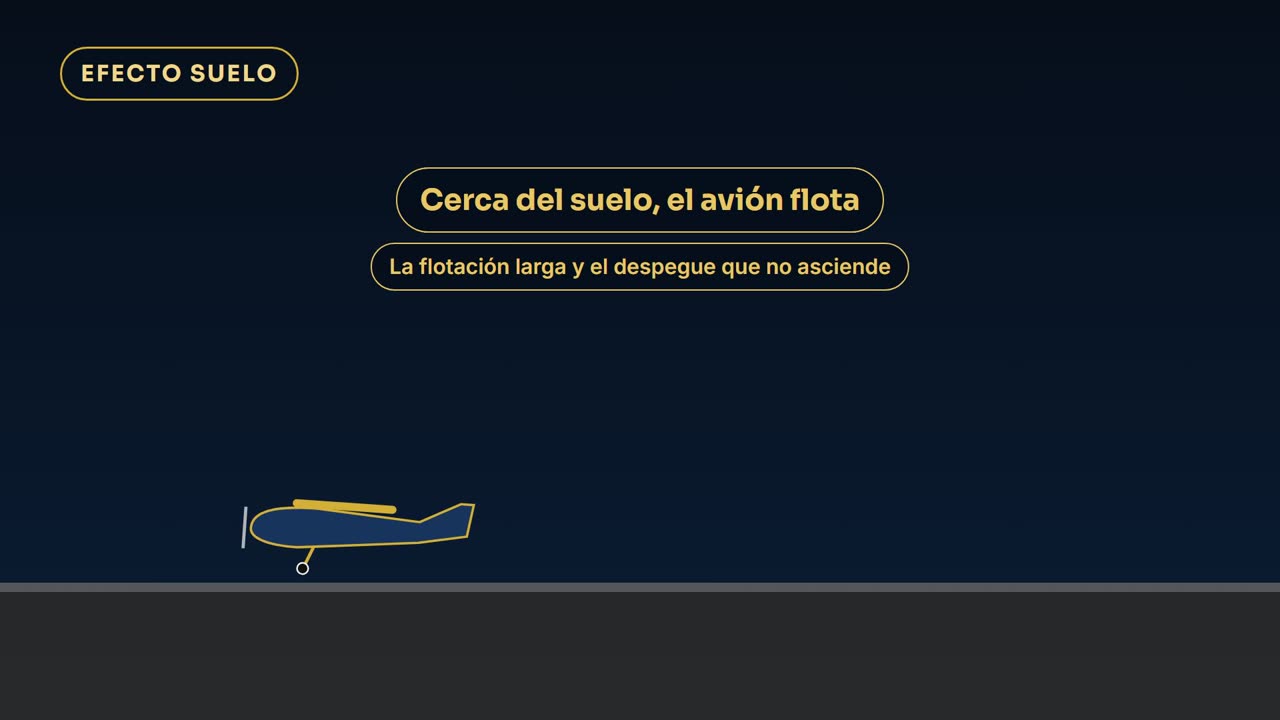 EFECTO SUELO
Cerca del suelo, el avión flota
La flotación larga y el despegue que no asciende